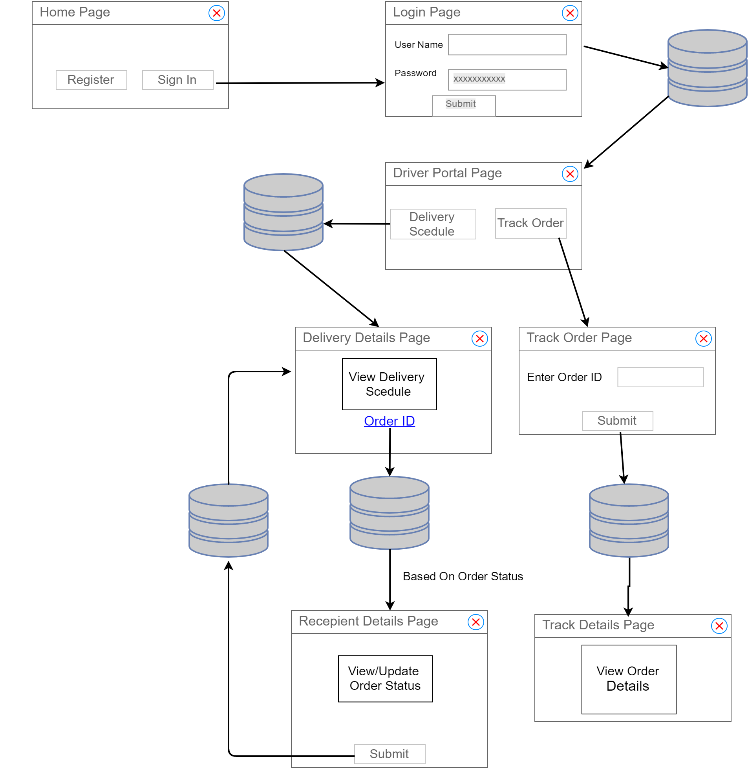 Home Page
Register
Sign In
Login Page
User Name
Password
xxxxxxxxxxx
Submit
Driver Portal Page
Delivery
Scedule
Track Order
Delivery Details Page
View Delivery
Scedule
Order ID
Track Order Page
Enter Order ID
Submit
Based On Order Status
Recepient Details Page
View/Update
Order Status
Submit
Track Details Page
View Order
Details